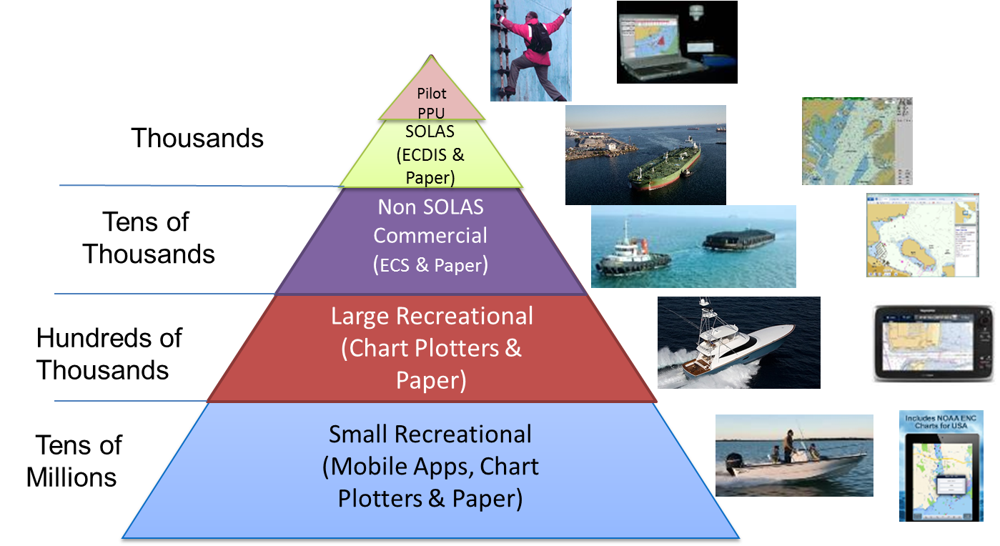 Pilot
PPU
Thousands
SOLAS
(ECDIS &
Paper)
Tens of
Thousands
Non SOLAS
Commercial
(ECS & Paper)
Hundreds of
Thousands
Large Recreational
(Chart Plotters &
Paper)
Tens of
Millions
Small Recreational
(Mobile Apps, Chart
Plotters & Paper)
Includes NOAA ENC
Charts for USA